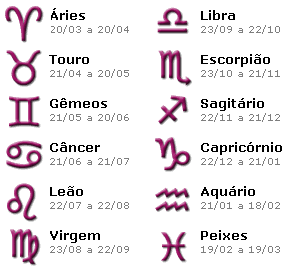 Áries
20/03 a 20/04
Touro
21/04 a 20/05
Gêmeos
21/05 a 20/06
Câncer
21/06 a 21/07
Leão
22/07 a 22/08
Virgem
23/08 a 22/09
Libra
23/09 a 22/10
Escorpião
23/10 a 21/11
Sagitário
22/11 a 21/12
Capricórnio
22/12 a 21/01
Aquário
21/01 a 18/02
Peixes
19/02 a 19/03